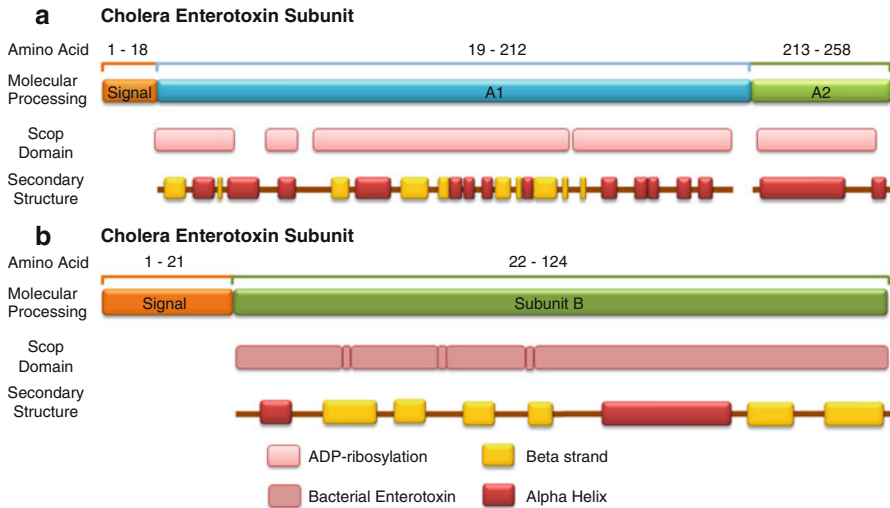 a Cholera Enterotoxin Subunit
Amino Acid 1 - 18 19 - 212 213 - 258
Molecular
Processing
Signal A1 A2
Scop
Domain
Secondary
Structure
b Cholera Enterotoxin Subunit
Amino Acid 1 - 21 22 - 124
Molecular
Processing
Signal Subunit B
Scop
Domain
Secondary
Structure
ADP-ribosylation Beta strand
Bacterial Enterotoxin Alpha Helix